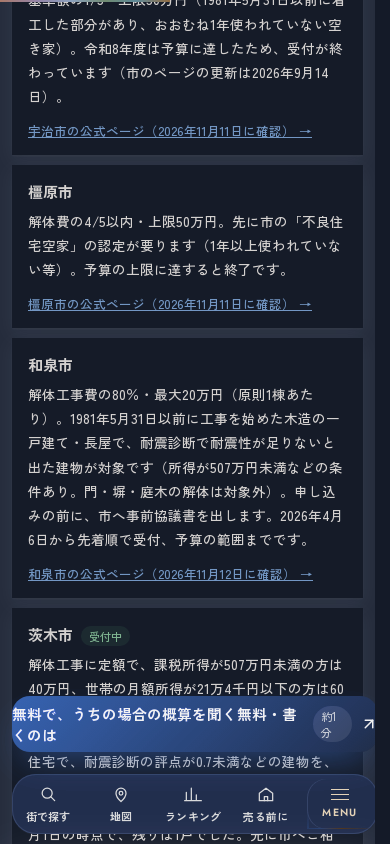 基準額の4/5・上限50万円（1981年5月31日以前に着
工した部分があり、おおむね1年使われていない空
き家）。令和8年度は予算に達したため、受付が終
わっています（市のページの更新は2026年9月14
日）。
宇治市の公式ページ（2026年11月11日に確認） →
橿原市
解体費の4/5以内・上限50万円。先に市の「不良住
宅空家」の認定が要ります（1年以上使われていな
い等）。予算の上限に達すると終了です。
橿原市の公式ページ（2026年11月11日に確認） →
和泉市
解体工事費の80％・最大20万円（原則1棟あた
り）。1981年5月31日以前に工事を始めた木造の一
戸建て・長屋で、耐震診断で耐震性が足りないと
出た建物が対象です（所得が507万円未満などの条
件あり。門・塀・庭木の解体は対象外）。申し込
みの前に、市へ事前協議書を出します。2026年4月
6日から先着順で受付、予算の範囲までです。
和泉市の公式ページ（2026年11月12日に確認） →
茨木市 受付中
解体工事に定額で、課税所得が507万円未満の方は
40万円、世帯の月額所得が21万4千円以下の方は60
無料で、うちの場合の概算を聞く無料・書
くのは
約1
分
住宅で、耐震診断の評点が0.7未満などの建物を、
街で探す 地図 ランキング 売る前に MENU
月1日の時点で、残りは1戸でした。先に市へご相